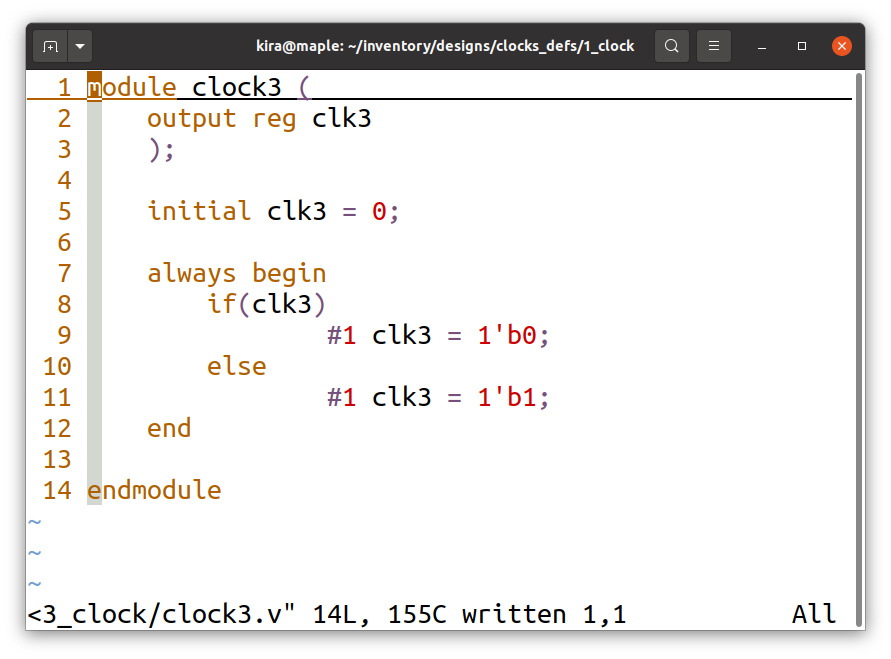 kira@maple: ~/inventory/designs/clocks_defs/1_clock
1 module clock3 (
2     output reg clk3
3     );
4
5     initial clk3 = 0;
6
7     always begin
8         if(clk3)
9                 #1 clk3 = 1'b0;
10         else
11                 #1 clk3 = 1'b1;
12     end
13
14 endmodule
~
~
~
<3_clock/clock3.v" 14L, 155C written 1,1           All